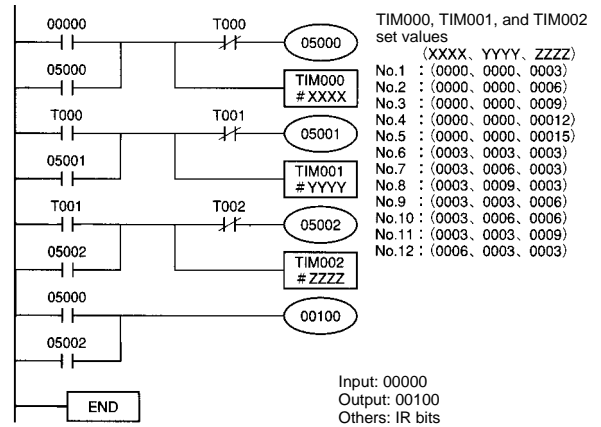 00000
T000
05000
05000
TIM000
# XXXX
T000
T001
05001
05001
TIM001
# YYYY
T001
T002
05002
05002
TIM002
# ZZZZ
05000
00100
05002
END
TIM000, TIM001, and TIM002
set values
(XXXX、YYYY、ZZZZ)
No.1 : (0000、0000、0003)
No.2 : (0000、0000、0006)
No.3 : (0000、0000、0009)
No.4 : (0000、0000、00012)
No.5 : (0000、0000、00015)
No.6 : (0003、0003、0003)
No.7 : (0003、0006、0003)
No.8 : (0003、0009、0003)
No.9 : (0003、0003、0006)
No.10 : (0003、0006、0006)
No.11 : (0003、0003、0009)
No.12 : (0006、0003、0003)
Input: 00000
Output: 00100
Others: IR bits